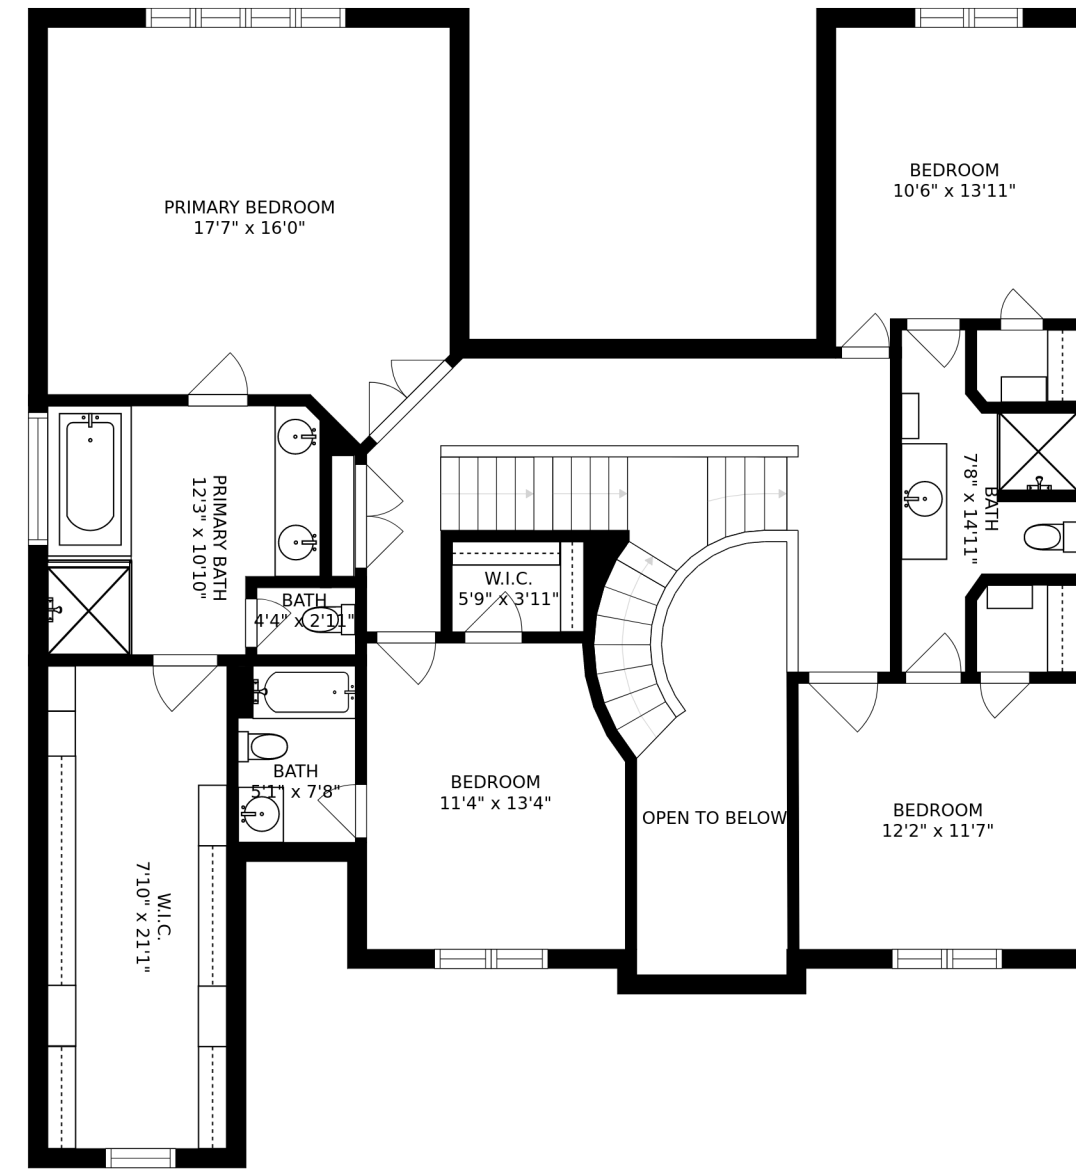 PRIMARY BEDROOM
17'7" x 16'0"
BEDROOM
10'6" x 13'11"
PRIMARY BATH
12'3" x 10'10"
BATH
7'8" x 14'11"
W.I.C.
5'9" x 3'11"
BATH
4'4" x 2'11"
BATH
5'1" x 7'8"
BEDROOM
11'4" x 13'4"
OPEN TO BELOW
BEDROOM
12'2" x 11'7"
W.I.C.
7'10" x 21'1"